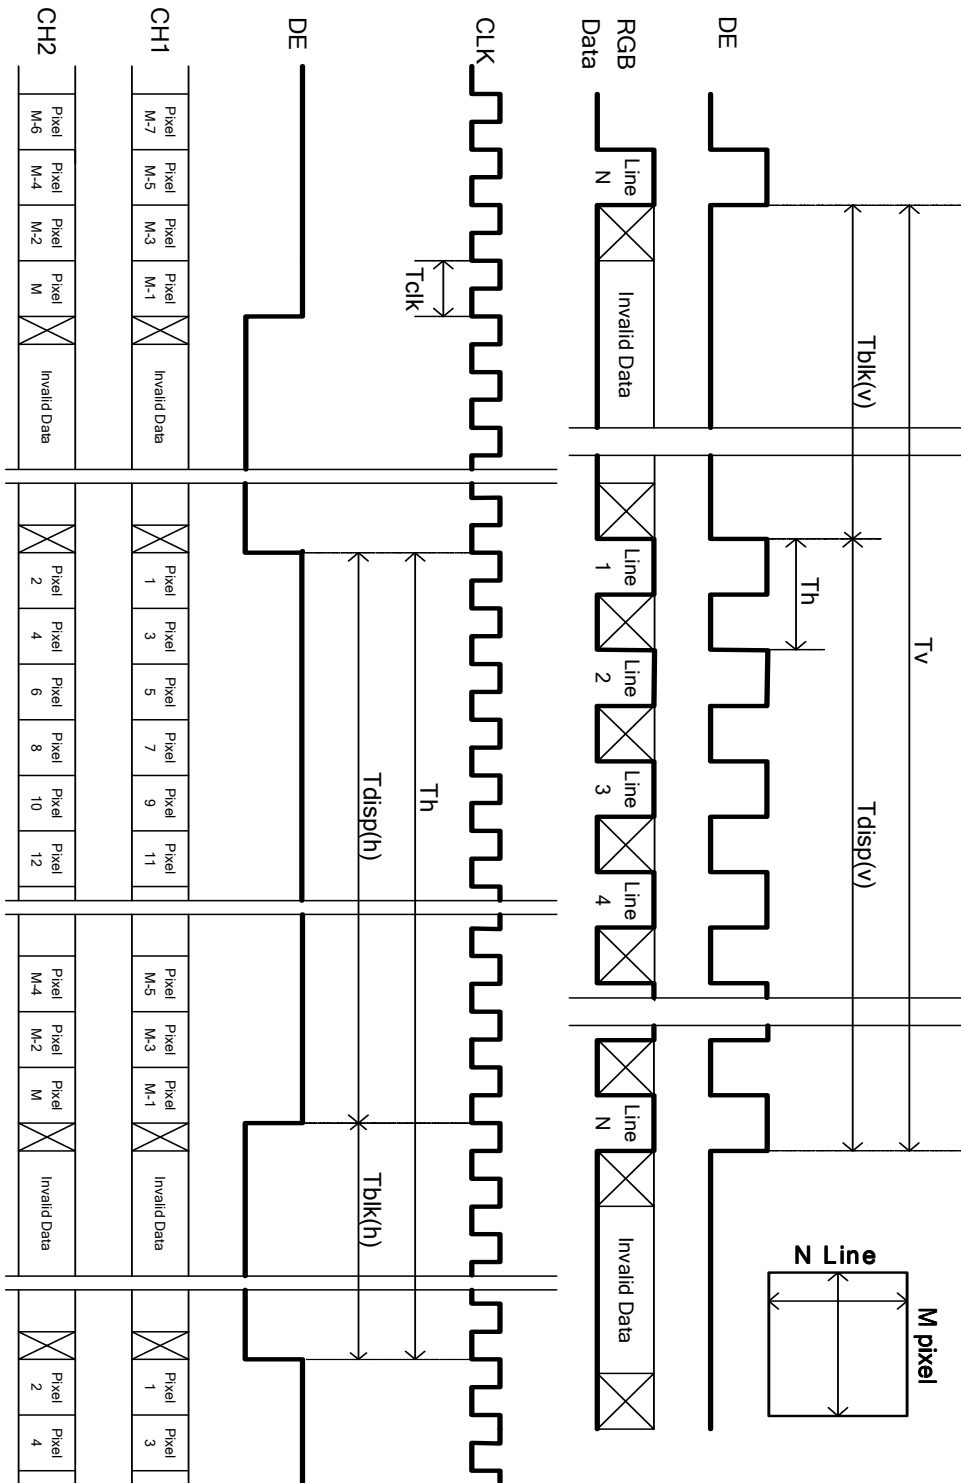 Tv
Tblk(v)
Tdisp(v)
Th
DE
RGB
Data
Line
N
Invalid Data
Line
1
Line
2
Line
3
Line
4
Line
N
Invalid Data
N Line
M pixel
CLK
Tclk
Th
Tdisp(h)
Tblk(h)
DE
CH1
Pixel
M-7
Pixel
M-5
Pixel
M-3
Pixel
M-1
Invalid Data
Pixel
1
Pixel
3
Pixel
5
Pixel
7
Pixel
9
Pixel
11
Pixel
M-5
Pixel
M-3
Pixel
M-1
Invalid Data
Pixel
1
Pixel
3
CH2
Pixel
M-6
Pixel
M-4
Pixel
M-2
Pixel
M
Invalid Data
Pixel
2
Pixel
4
Pixel
6
Pixel
8
Pixel
10
Pixel
12
Pixel
M-4
Pixel
M-2
Pixel
M
Invalid Data
Pixel
2
Pixel
4